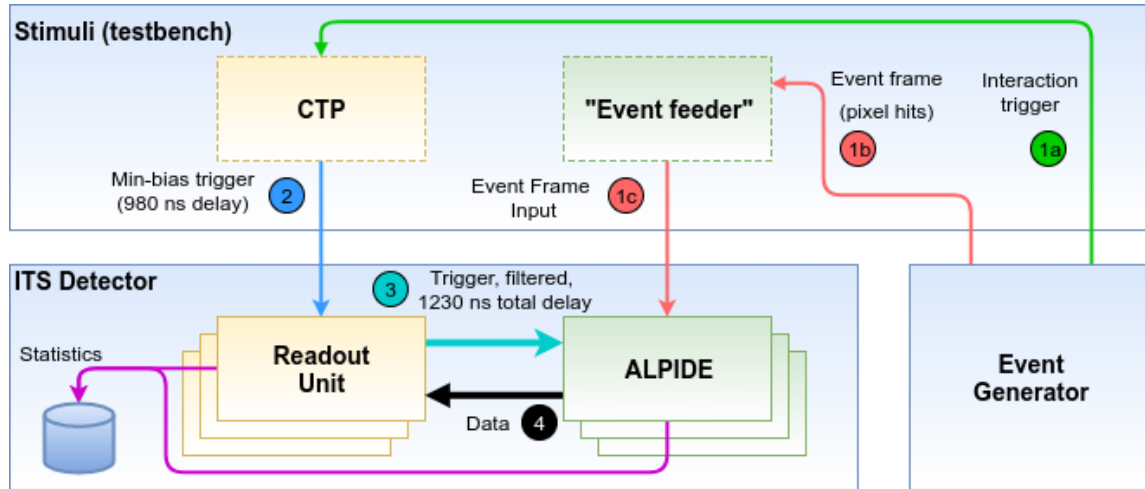 Stimuli (testbench)
CTP
"Event feeder"
Event frame
(pixel hits)
1b
Interaction
trigger
1a
Min-bias trigger
(980 ns delay)
2
Event Frame
Input
1c
ITS Detector
3
Trigger, filtered,
1230 ns total delay
Statistics
Readout
Unit
ALPIDE
Data
4
Event
Generator